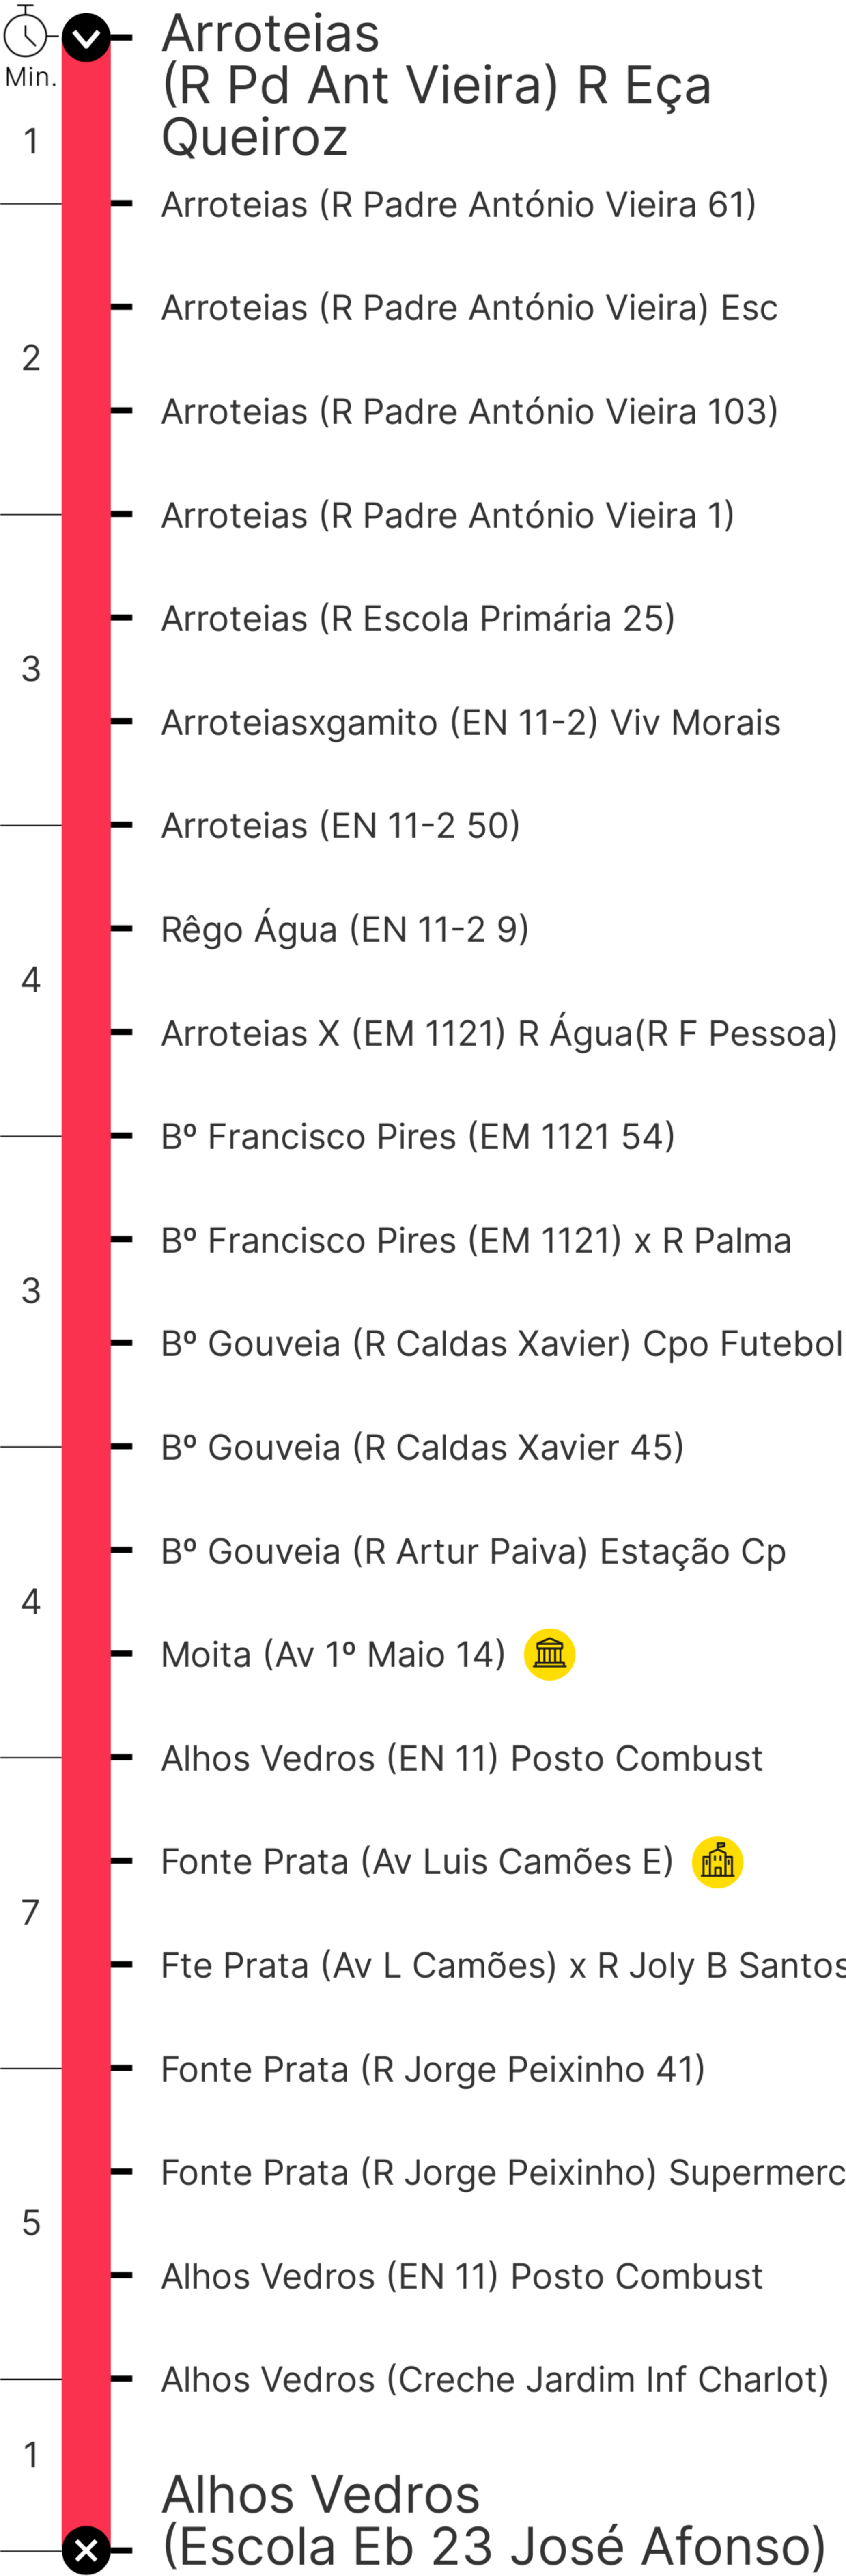 Min.
Arroteias
(R Pd Ant Vieira) R Eça
Queiroz
1
Arroteias (R Padre António Vieira 61)
Arroteias (R Padre António Vieira) Esc
2
Arroteias (R Padre António Vieira 103)
Arroteias (R Padre António Vieira 1)
Arroteias (R Escola Primária 25)
3
Arroteiasxgamito (EN 11-2) Viv Morais
Arroteias (EN 11-2 50)
Rêgo Água (EN 11-2 9)
4
Arroteias X (EM 1121) R Água(R F Pessoa)
Bº Francisco Pires (EM 1121 54)
Bº Francisco Pires (EM 1121) x R Palma
3
Bº Gouveia (R Caldas Xavier) Cpo Futebol
Bº Gouveia (R Caldas Xavier 45)
Bº Gouveia (R Artur Paiva) Estação Cp
4
Moita (Av 1º Maio 14)
Alhos Vedros (EN 11) Posto Combust
Fonte Prata (Av Luis Camões E)
7
Fte Prata (Av L Camões) x R Joly B Santos
Fonte Prata (R Jorge Peixinho 41)
Fonte Prata (R Jorge Peixinho) Supermerc
5
Alhos Vedros (EN 11) Posto Combust
Alhos Vedros (Creche Jardim Inf Charlot)
1
Alhos Vedros
(Escola Eb 23 José Afonso)